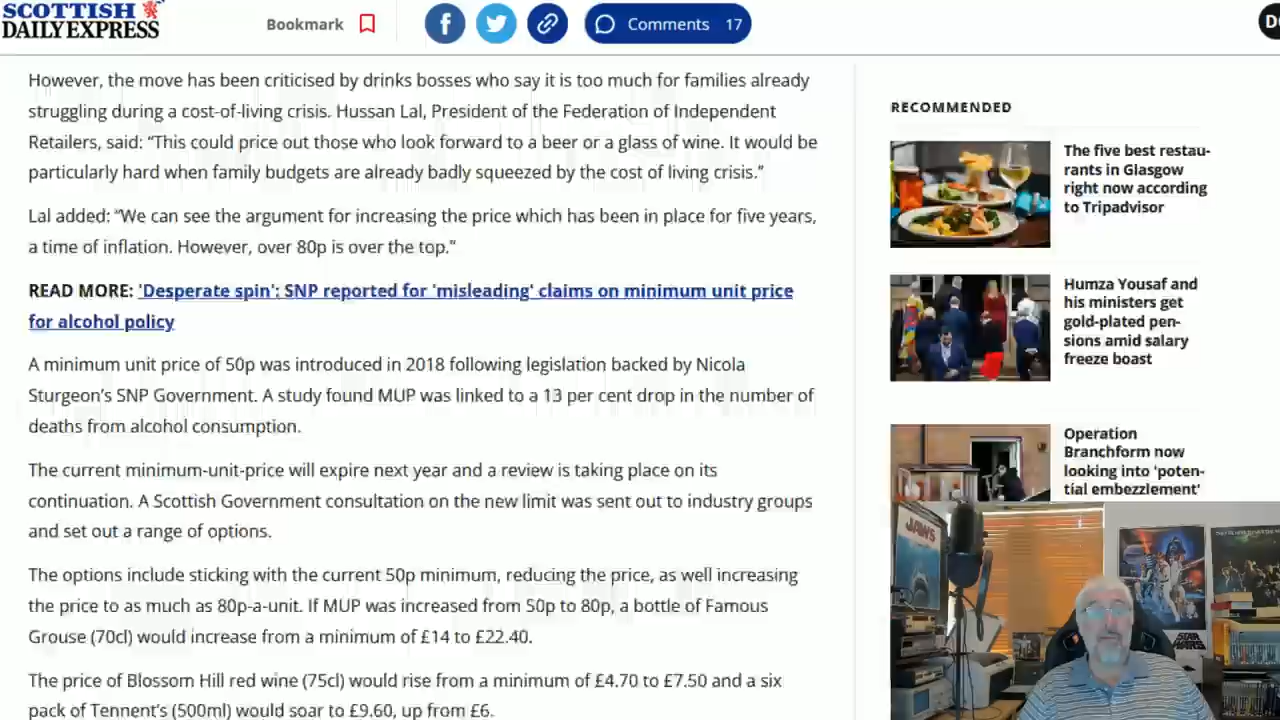 SCOTTISH
DAILY EXPRESS
Bookmark
Comments 17
D
However, the move has been criticised by drinks bosses who say it is too much for families already
struggling during a cost-of-living crisis. Hussan Lal, President of the Federation of Independent
Retailers, said: “This could price out those who look forward to a beer or a glass of wine. It would be
particularly hard when family budgets are already badly squeezed by the cost of living crisis.”
Lal added: “We can see the argument for increasing the price which has been in place for five years,
a time of inflation. However, over 80p is over the top.”
READ MORE: 'Desperate spin': SNP reported for 'misleading' claims on minimum unit price
for alcohol policy
A minimum unit price of 50p was introduced in 2018 following legislation backed by Nicola
Sturgeon’s SNP Government. A study found MUP was linked to a 13 per cent drop in the number of
deaths from alcohol consumption.
The current minimum-unit-price will expire next year and a review is taking place on its
continuation. A Scottish Government consultation on the new limit was sent out to industry groups
and set out a range of options.
The options include sticking with the current 50p minimum, reducing the price, as well increasing
the price to as much as 80p-a-unit. If MUP was increased from 50p to 80p, a bottle of Famous
Grouse (70cl) would increase from a minimum of £14 to £22.40.
The price of Blossom Hill red wine (75cl) would rise from a minimum of £4.70 to £7.50 and a six
pack of Tennent’s (500ml) would soar to £9.60, up from £6.
RECOMMENDED
The five best restau-
rants in Glasgow
right now according
to Tripadvisor
Humza Yousaf and
his ministers get
gold-plated pen-
sions amid salary
freeze boast
Operation
Branchform now
looking into 'poten-
tial embezzlement'
JAWS
STAR
WARS